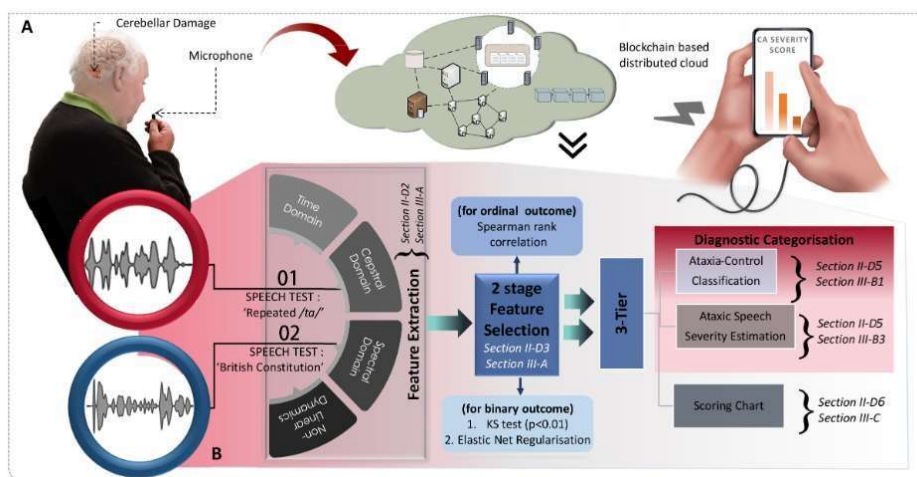 A
Cerebellar Damage
Microphone
Blockchain based
distributed cloud
CA SEVERITY
SCORE
01
SPEECH TEST :
'Repeated /ta/'
02
SPEECH TEST :
'British Constitution'
B
Time
Domain
Cepstral
Domain
Spectral
Domain
Non-
Linear
Dynamics
Feature Extraction
Section II-D2
Section III-A
(for ordinal outcome)
Spearman rank
correlation
2 stage
Feature
Selection
Section II-D3
Section III-A
(for binary outcome)
1. KS test (p<0.01)
2. Elastic Net Regularisation
3-Tier
Diagnostic Categorisation
Ataxia-Control
Classification
Section II-D5
Section III-B1
Ataxic Speech
Severity Estimation
Section II-D5
Section III-B3
Scoring Chart
Section II-D6
Section III-C